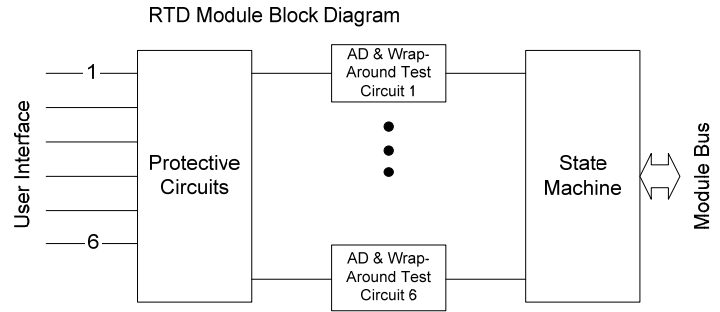 RTD Module Block Diagram
User Interface
1
6
Protective
Circuits
AD & Wrap-
Around Test
Circuit 1
AD & Wrap-
Around Test
Circuit 6
State
Machine
Module Bus